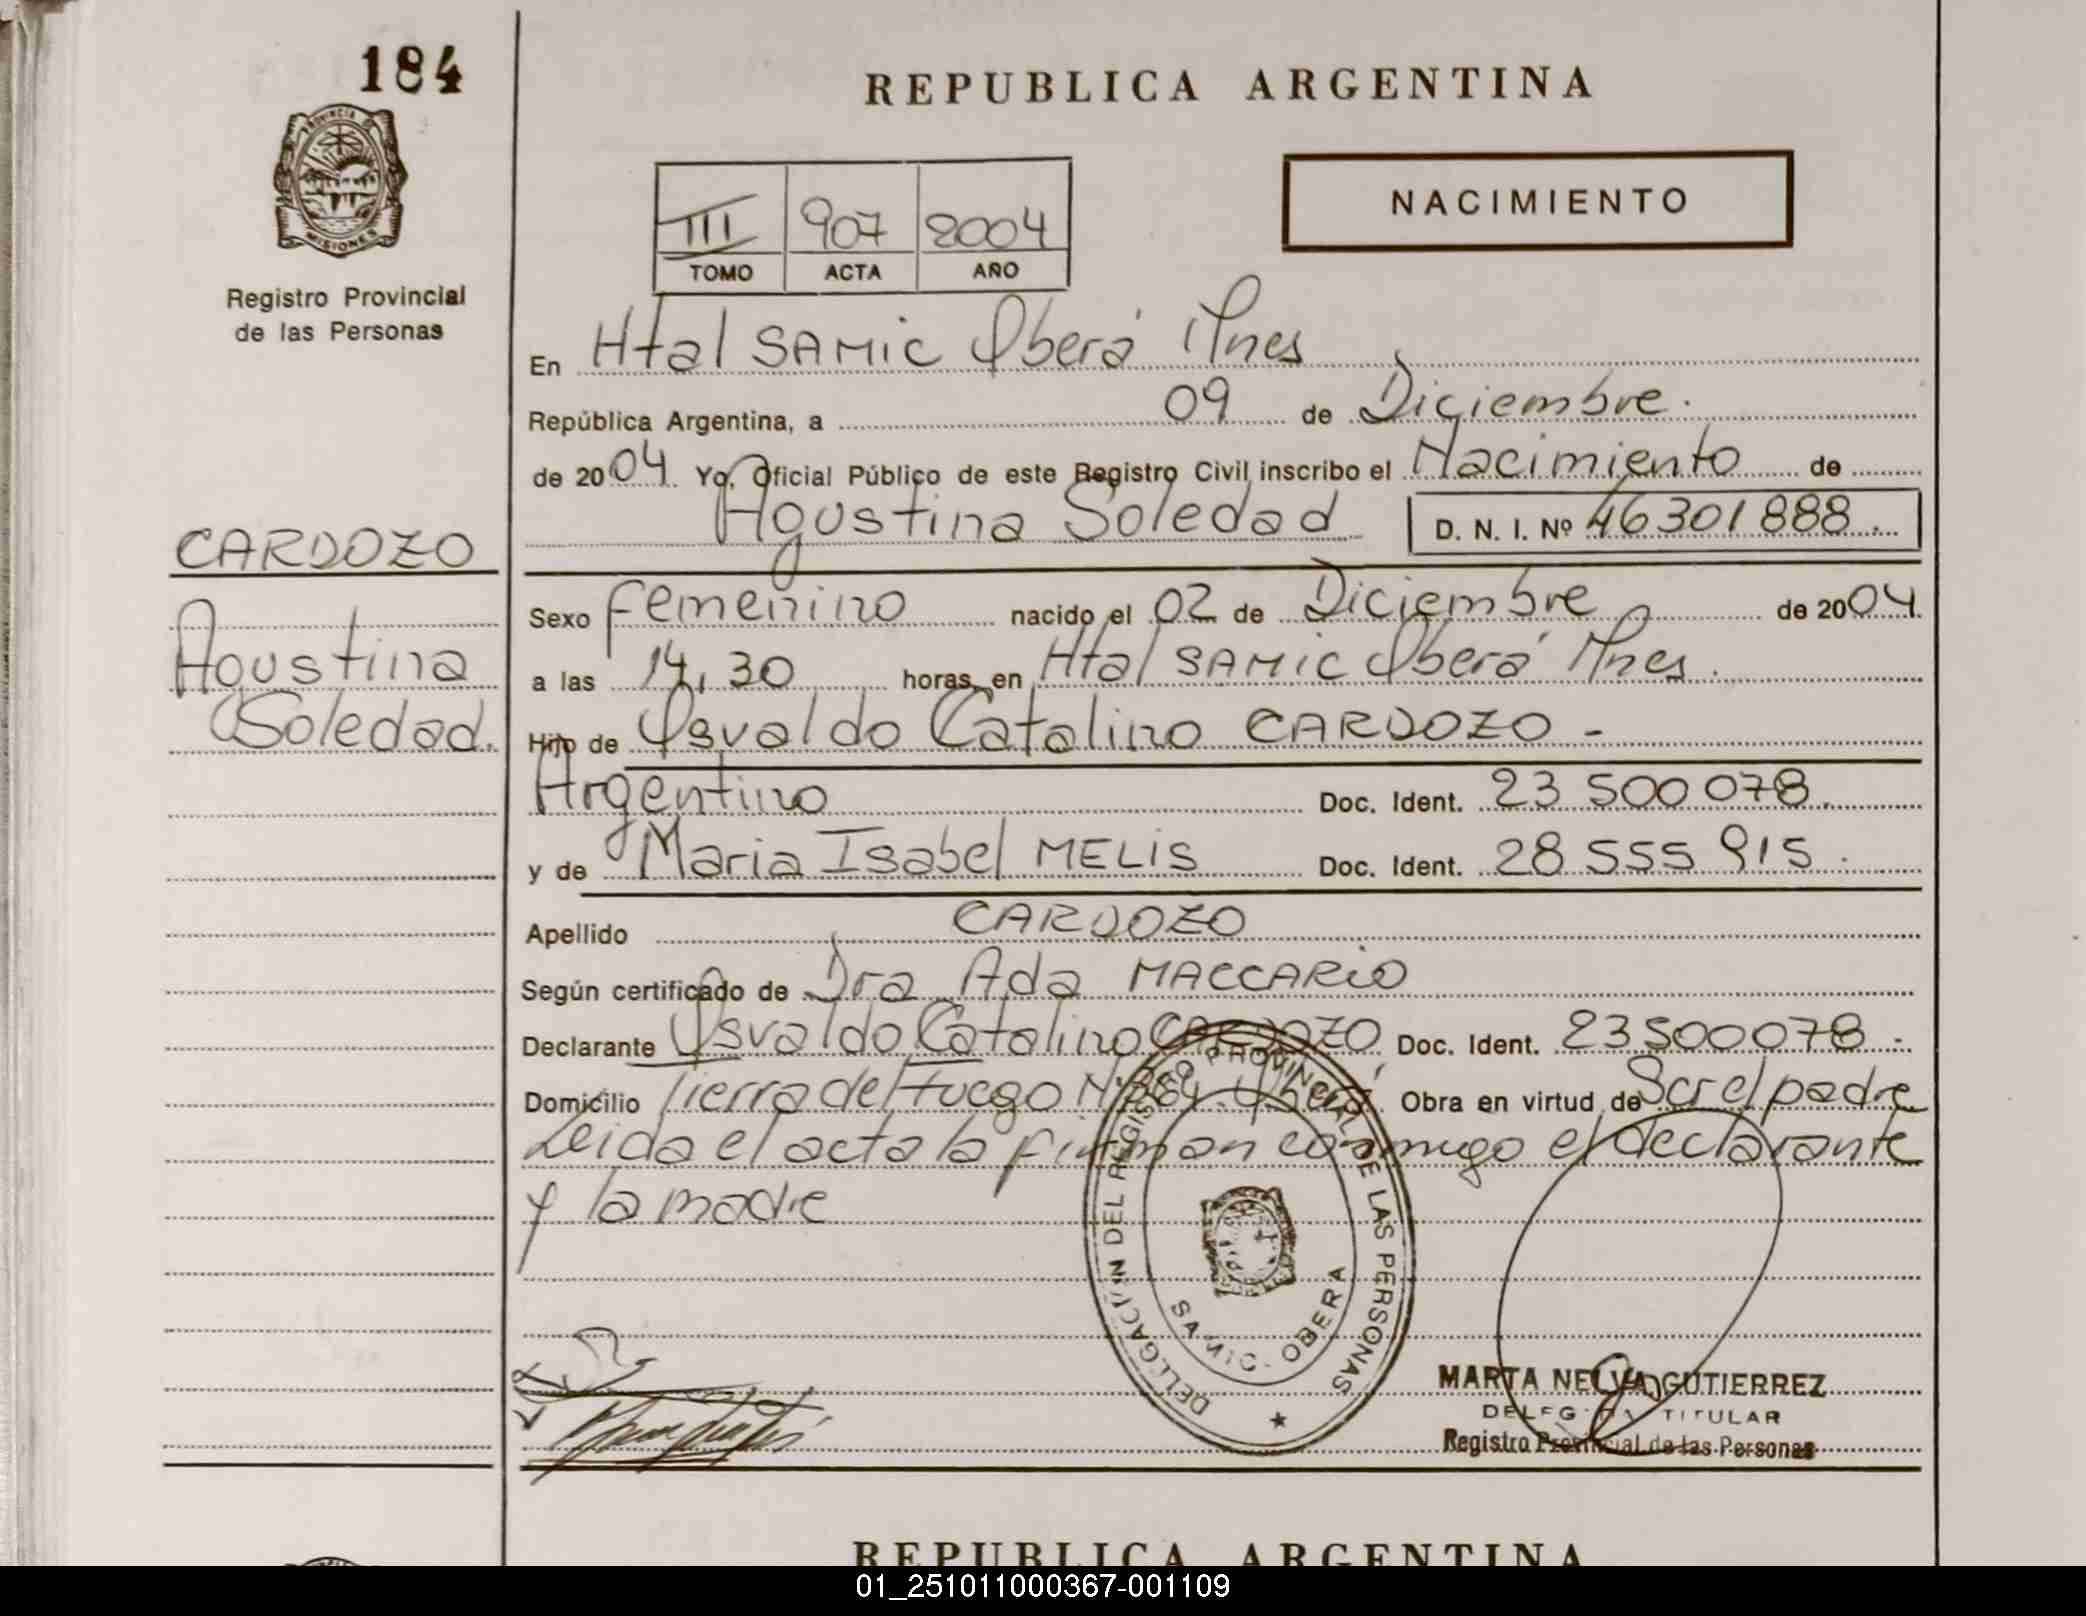 184
REPUBLICA ARGENTINA
PROVINCIA DE
MISIONES
Registro Provincial
de las Personas
NACIMIENTO
III 907 2004
TOMO ACTA AÑO
En Htal SAMIC Oberá Mnes
República Argentina, a 09 de Diciembre.
de 2004. Yo, Oficial Público de este Registro Civil inscribo el Nacimiento de
Agustina Soledad D. N. I. Nº 46301888.
CARDOZO
Agustina
Soledad.
Sexo Femenino nacido el 02 de Diciembre de 2004.
a las 14,30 horas en Htal SAMIC Oberá Mnes.
Hijo de Osvaldo Catalino CARDOZO -
Argentino Doc. Ident. 23 500 078.
y de Maria Isabel MELIS Doc. Ident. 28 555 915.
Apellido CARDOZO
Según certificado de Dra Ada MACCARIO
Declarante Osvaldo Catalino CARDOZO Doc. Ident. 23500078.
Domicilio Tierra del Fuego Oberá. Obra en virtud de Ser el padre
Leida el acta la firman conmigo el declarante
y la madre
DELEGACIÓN DEL REGISTRO PROVINCIAL DE LAS PERSONAS
SAMIC - OBERA
MARTA NELVA GUTIERREZ
DELEGADA TITULAR
Registro Provincial de las Personas
REPUBLICA ARGENTINA
01_251011000367-001109